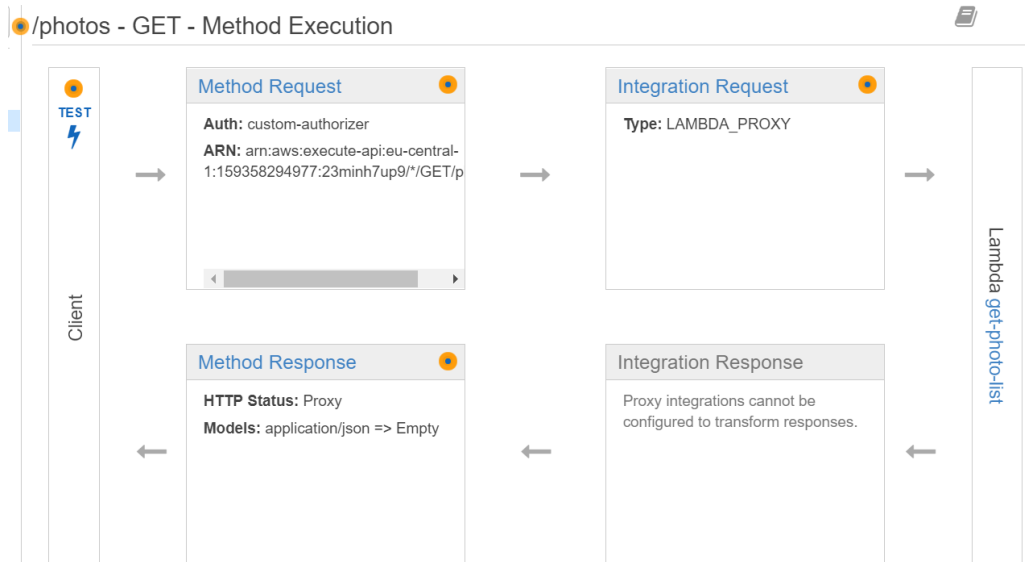 /photos - GET - Method Execution
TEST
Client
Method Request
Auth: custom-authorizer
ARN: arn:aws:execute-api:eu-central-
1:159358294977:23minh7up9/*/GET/p
Integration Request
Type: LAMBDA_PROXY
Lambda get-photo-list
Method Response
HTTP Status: Proxy
Models: application/json => Empty
Integration Response
Proxy integrations cannot be
configured to transform responses.